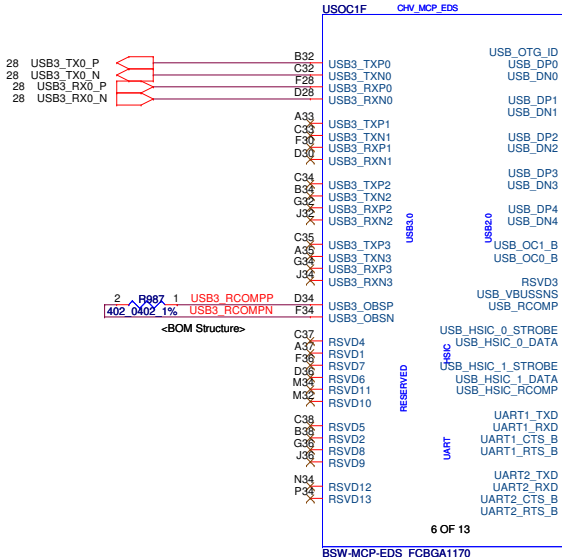 USOC1F CHV_MCP_EDS
USB_OTG_ID
28 USB3_TX0_P B32 USB3_TXP0 USB_DP0
28 USB3_TX0_N C32 USB3_TXN0 USB_DN0
28 USB3_RX0_P F28 USB3_RXP0
28 USB3_RX0_N D28 USB3_RXN0 USB_DP1
USB_DN1
A33 USB3_TXP1
C33 USB3_TXN1 USB_DP2
F30 USB3_RXP1 USB_DN2
D30 USB3_RXN1
USB_DP3
C34 USB3_TXP2 USB_DN3
B34 USB3_TXN2
G32 USB3_RXP2 USB_DP4
J32 USB3_RXN2 USB_DN4
USB3.0 USB2.0
C35 USB3_TXP3 USB_OC1_B
A35 USB3_TXN3 USB_OC0_B
G34 USB3_RXP3
J34 USB3_RXN3 RSVD3
USB_VBUSSNS
2 R987 1 USB3_RCOMPP D34 USB3_OBSP USB_RCOMP
402_0402_1% USB3_RCOMPN F34 USB3_OBSN
<BOM Structure>
USB_HSIC_0_STROBE
C37 RSVD4 USB_HSIC_0_DATA
A37 RSVD1 HSIC
F36 RSVD7 USB_HSIC_1_STROBE
D36 RSVD6 USB_HSIC_1_DATA
M34 RSVD11 USB_HSIC_RCOMP
M32 RSVD10
RESERVED
UART1_TXD
C38 RSVD5 UART1_RXD
B38 RSVD2 UART1_CTS_B
G36 RSVD8 UART1_RTS_B
J36 RSVD9 UART
UART2_TXD
N34 RSVD12 UART2_RXD
P34 RSVD13 UART2_CTS_B
UART2_RTS_B
6 OF 13
BSW-MCP-EDS_FCBGA1170